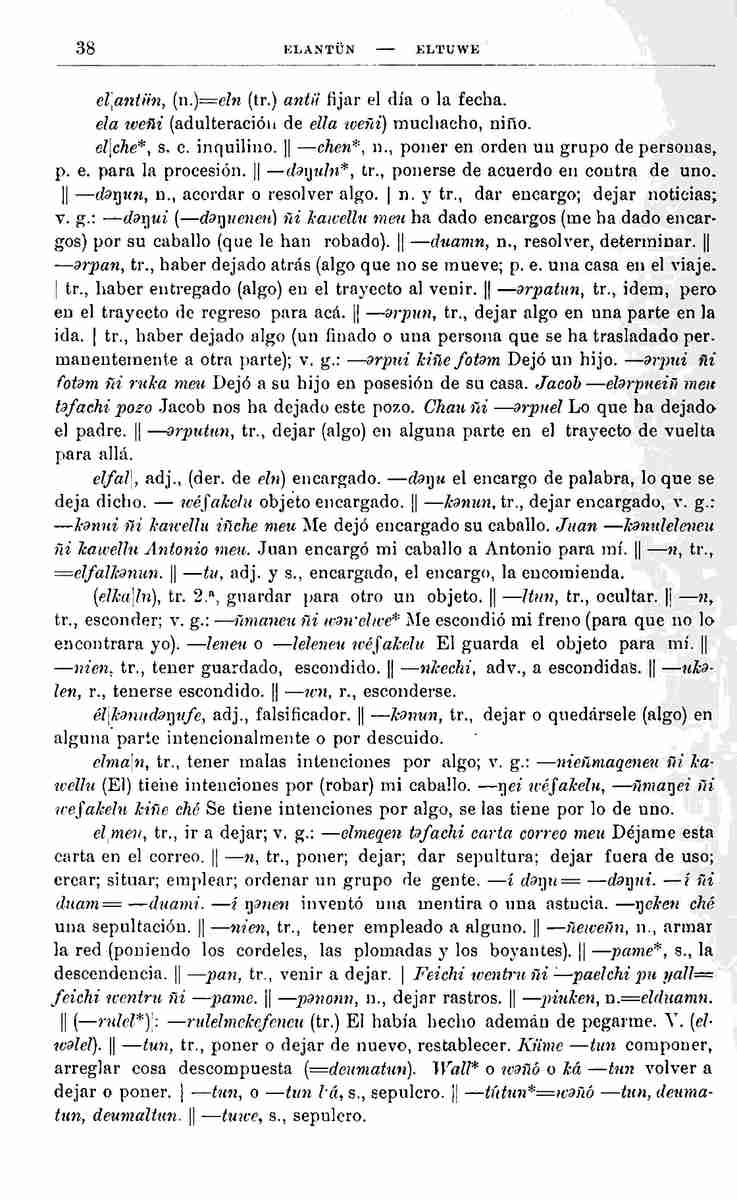 38 ELANTÜN — ELTUWE
el|antün, (n.)=eln (tr.) antü fijar el día o la fecha.
ela weñi (adulteración de ella weñi) muchacho, niño.
el|che*, s. c. inquilino. || —chen*, n., poner en orden un grupo de personas,
p. e. para la procesión. || —dəŋuln*, tr., ponerse de acuerdo en contra de uno.
|| —dəŋun, n., acordar o resolver algo. | n. y tr., dar encargo; dejar noticias;
v. g.: —dəŋui (—dəŋueneu) ñi kawellu meu ha dado encargos (me ha dado encar-
gos) por su caballo (que le han robado). || —duamn, n., resolver, determinar. ||
—ərpan, tr., haber dejado atrás (algo que no se mueve; p. e. una casa en el viaje.
| tr., haber entregado (algo) en el trayecto al venir. || —ərpatun, tr., idem, pero
en el trayecto de regreso para acá. || —ərpun, tr., dejar algo en una parte en la
ida. | tr., haber dejado algo (un finado o una persona que se ha trasladado per-
manentemente a otra parte); v. g.: —ərpui kiñe fotəm Dejó un hijo. —ərpui ñi
fotəm ñi ruka meu Dejó a su hijo en posesión de su casa. Jacob —elərpueiñ meu
təfachi pozo Jacob nos ha dejado este pozo. Chau ñi —ərpuel Lo que ha dejado
el padre. || —ərputun, tr., dejar (algo) en alguna parte en el trayecto de vuelta
para allá.
elfal|, adj., (der. de eln) encargado. —dəŋu el encargo de palabra, lo que se
deja dicho. — wéſakelu objeto encargado. || —kənun, tr., dejar encargado, v. g.:
—kənui ñi kawellu iñche meu Me dejó encargado su caballo. Juan —kənuleleneu
ñi kawellu Antonio meu. Juan encargó mi caballo a Antonio para mí. || —n, tr.,
=elfalkənun. || —tu, adj. y s., encargado, el encargo, la encomienda.
(elka|ln), tr. 2.ª, guardar para otro un objeto. || —ltun, tr., ocultar. || —n,
tr., esconder; v. g.: —ñmaneu ñi welwe* Me escondió mi freno (para que no lo
encontrara yo). —leneu o —leleneu wéſakelu El guarda el objeto para mí. ||
—nien, tr., tener guardado, escondido. || —nkechi, adv., a escondidas. || —ukə-
len, r., tenerse escondido. || —wn, r., esconderse.
él|kənudəŋufe, adj., falsificador. || —kənun, tr., dejar o quedársele (algo) en
alguna parte intencionalmente o por descuido.
elma|n, tr., tener malas intenciones por algo; v. g.: —nieñmaqeneu ñi ka-
wellu (El) tiene intenciones por (robar) mi caballo. —ŋei wéſakelu, —ñmaŋei ñi
weſakelu kiñe ché Se tiene intenciones por algo, se las tiene por lo de uno.
el|men, tr., ir a dejar; v. g.: —elmeqen təfachi carta correo meu Déjame esta
carta en el correo. || —n, tr., poner; dejar; dar sepultura; dejar fuera de uso;
crear; situar; emplear; ordenar un grupo de gente. —í dəŋu= —dəŋui. —í ñi
duam= —duami. —í ŋənen inventó una mentira o una astucia. —ŋeken ché
una sepultación. || —nien, tr., tener empleado a alguno. || —ñeweñn, n., armar
la red (poniendo los cordeles, las plomadas y los boyantes). || —pame*, s., la
descendencia. || —pan, tr., venir a dejar. | Feichi wentru ñi —paelchi pu yall=
feichi wentru ñi —pame. || —pənonn, n., dejar rastros. || —piuken, n.=elduamn.
|| (—rulel*)|: —rulelmekefeneu (tr.) El había hecho ademán de pegarme. V. (el-
wəlel). || —tun, tr., poner o dejar de nuevo, restablecer. Küme —tun componer,
arreglar cosa descompuesta (=deumatun). Wall* o wəñó o ká —tun volver a
dejar o poner. | —tun, o —tun l·á, s., sepulcro. || —tútun*=wəñó —tun, deuma-
tun, deumaltun. || —tuwe, s., sepulcro.